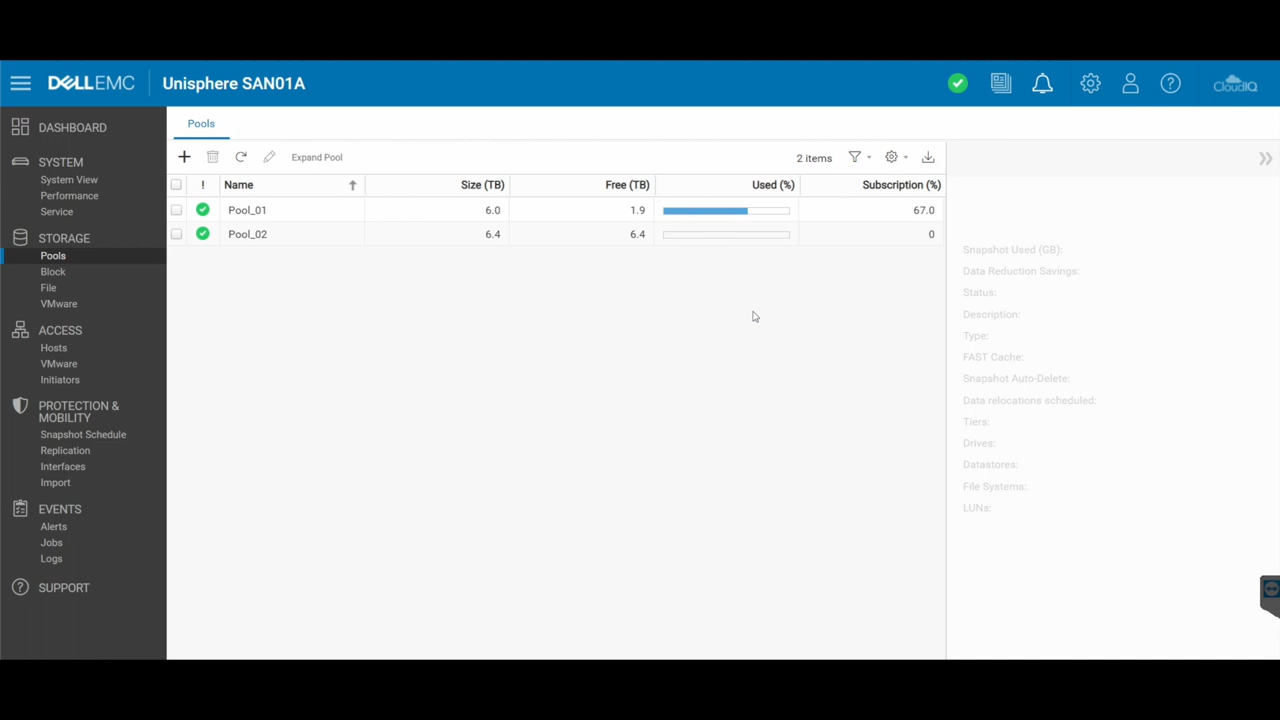 DELLEMC Unisphere SAN01A CloudIQ
DASHBOARD
SYSTEM
System View
Performance
Service
STORAGE
Pools
Block
File
VMware
ACCESS
Hosts
VMware
Initiators
PROTECTION &
MOBILITY
Snapshot Schedule
Replication
Interfaces
Import
EVENTS
Alerts
Jobs
Logs
SUPPORT
Pools
Expand Pool 2 items
! Name Size (TB) Free (TB) Used (%) Subscription (%)
Pool_01 6.0 1.9 67.0
Pool_02 6.4 6.4 0
Snapshot Used (GB):
Data Reduction Savings:
Status:
Description:
Type:
FAST Cache:
Snapshot Auto-Delete:
Data relocations scheduled:
Tiers:
Drives:
Datastores:
File Systems:
LUNs: